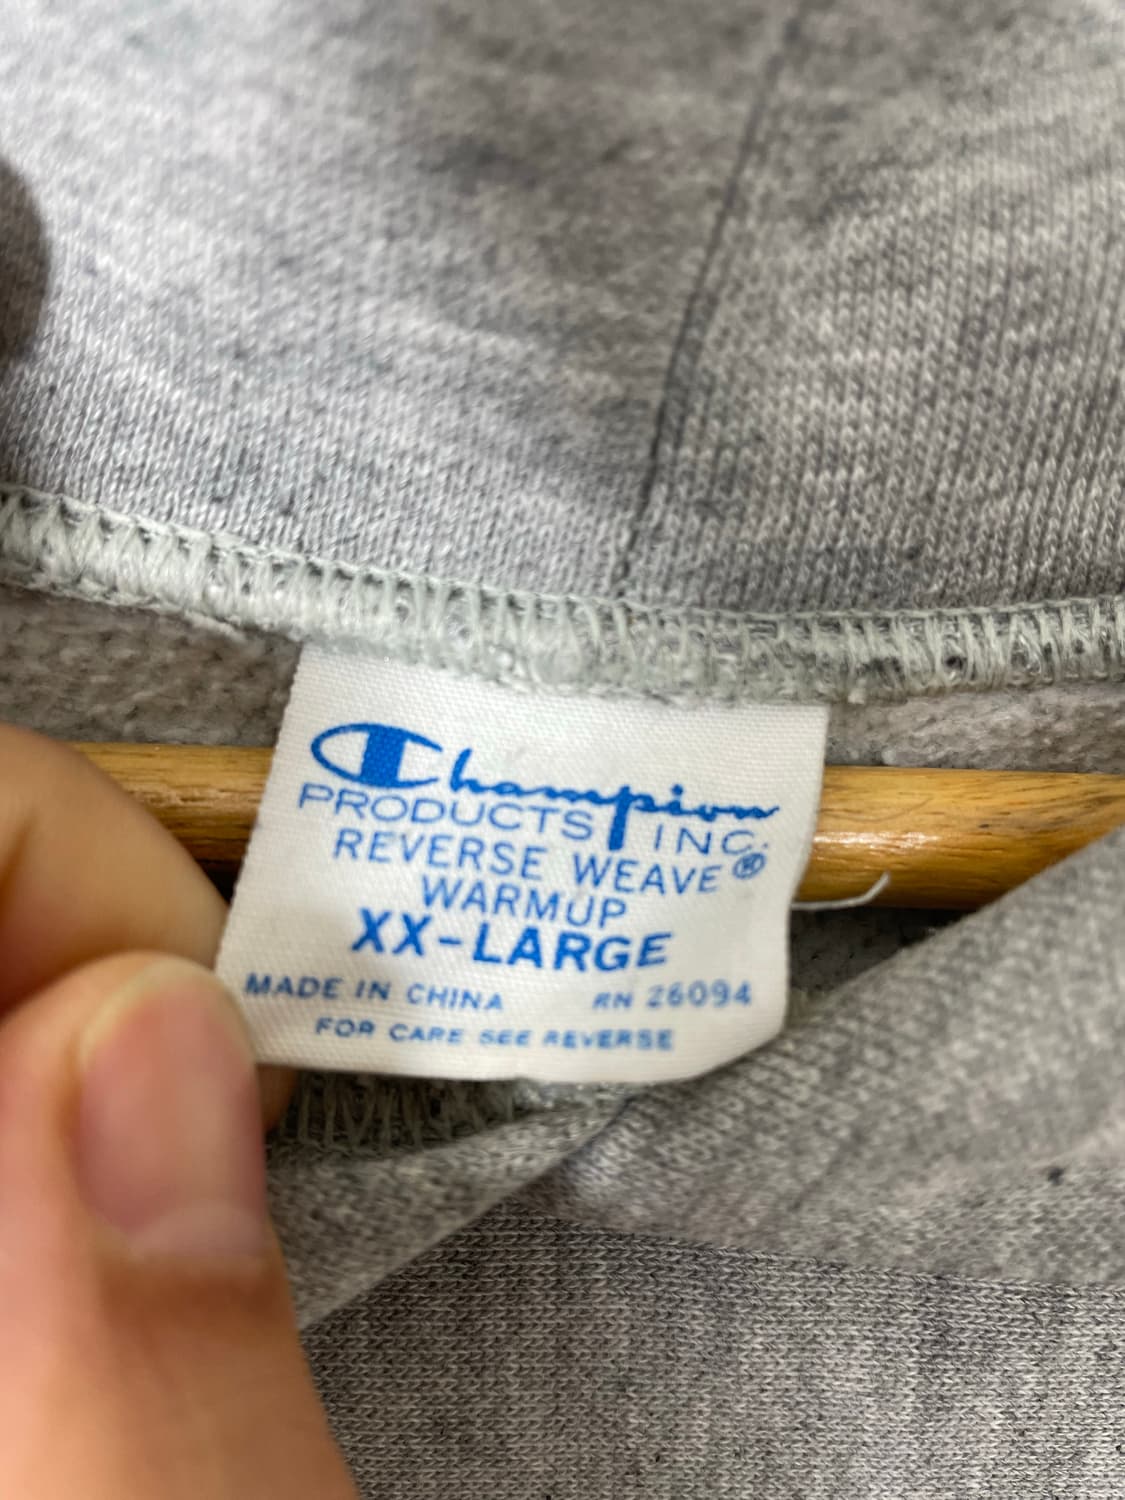 Champion
PRODUCTS INC.
REVERSE WEAVE®
WARMUP
XX-LARGE
MADE IN CHINA RN 26094
FOR CARE SEE REVERSE